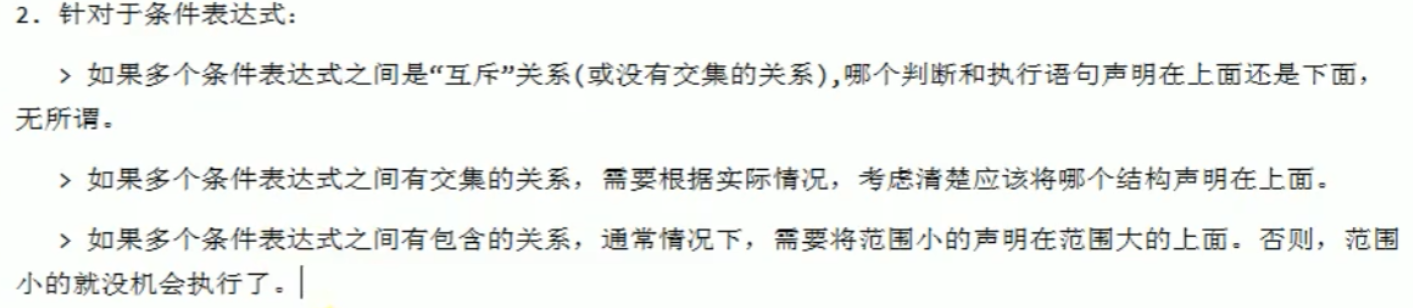 2. 针对于条件表达式：
> 如果多个条件表达式之间是“互斥”关系(或没有交集的关系),哪个判断和执行语句声明在上面还是下面，
无所谓。
> 如果多个条件表达式之间有交集的关系，需要根据实际情况，考虑清楚应该将哪个结构声明在上面。
> 如果多个条件表达式之间有包含的关系，通常情况下，需要将范围小的声明在范围大的上面。否则，范围
小的就没机会执行了。